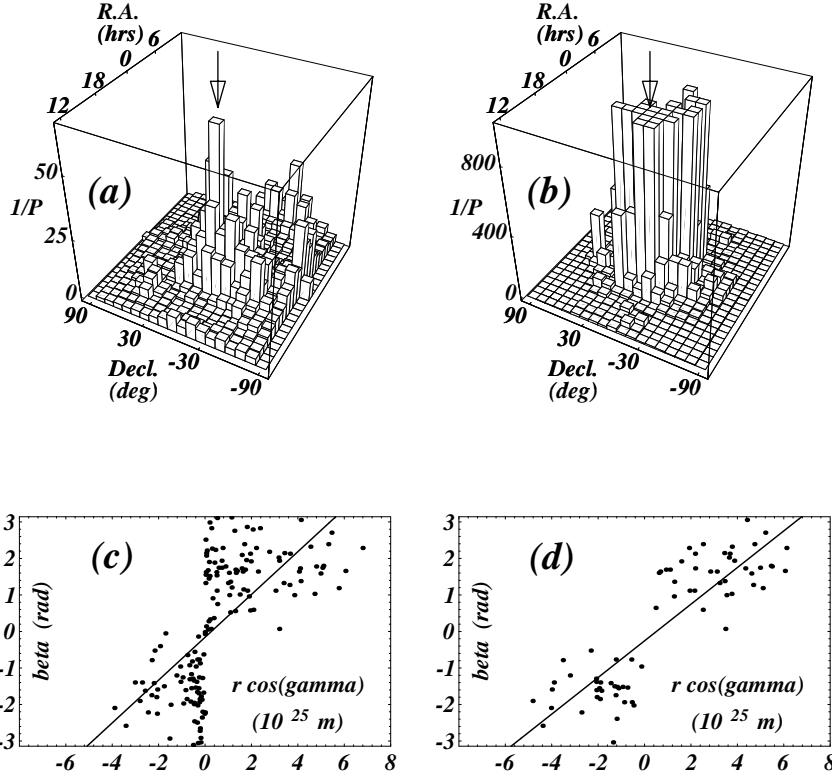 R.A.
(hrs)
6
0
18
12
50
1/P
25
0
(a)
90
30
-30
-90
Decl.
(deg)
R.A.
(hrs)
6
0
18
12
800
1/P
400
0
(b)
90
30
-30
-90
Decl.
(deg)
3
2
1
0
-1
-2
-3
beta (rad)
(c)
r cos(gamma)
(10 25 m)
-6 -4 -2 0 2 4 6 8
3
2
1
0
-1
-2
-3
beta (rad)
(d)
r cos(gamma)
(10 25 m)
-6 -4 -2 0 2 4 6 8